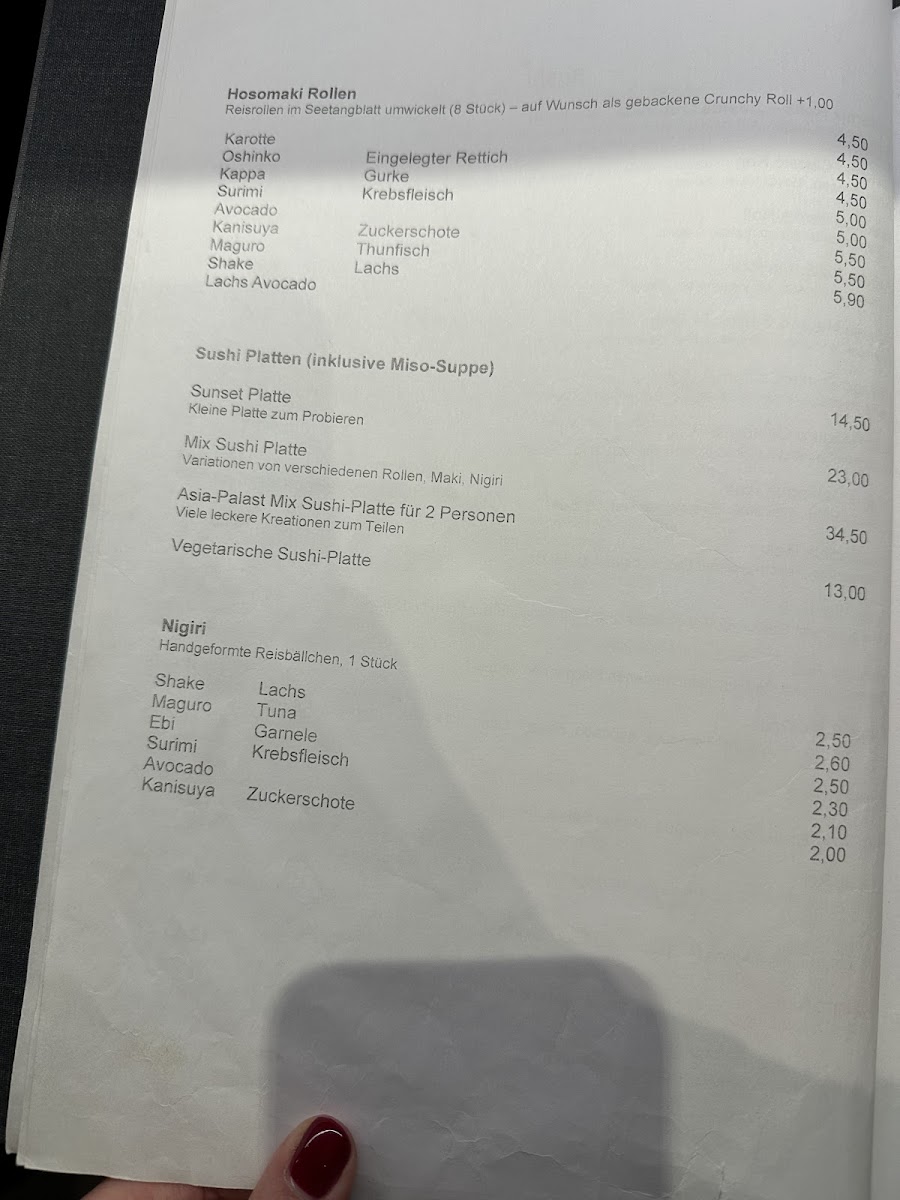 Hosomaki Rollen
Reisrollen im Seetangblatt umwickelt (8 Stück) – auf Wunsch als gebackene Crunchy Roll +1,00
Karotte 4,50
Oshinko Eingelegter Rettich 4,50
Kappa Gurke 4,50
Surimi Krebsfleisch 4,50
Avocado 5,00
Kanisuya Zuckerschote 5,00
Maguro Thunfisch 5,50
Shake Lachs 5,50
Lachs Avocado 5,90
Sushi Platten (inklusive Miso-Suppe)
Sunset Platte
Kleine Platte zum Probieren 14,50
Mix Sushi Platte
Variationen von verschiedenen Rollen, Maki, Nigiri 23,00
Asia-Palast Mix Sushi-Platte für 2 Personen
Viele leckere Kreationen zum Teilen 34,50
Vegetarische Sushi-Platte 13,00
Nigiri
Handgeformte Reisbällchen, 1 Stück
Shake Lachs 2,50
Maguro Tuna 2,60
Ebi Garnele 2,50
Surimi Krebsfleisch 2,30
Avocado 2,10
Kanisuya Zuckerschote 2,00